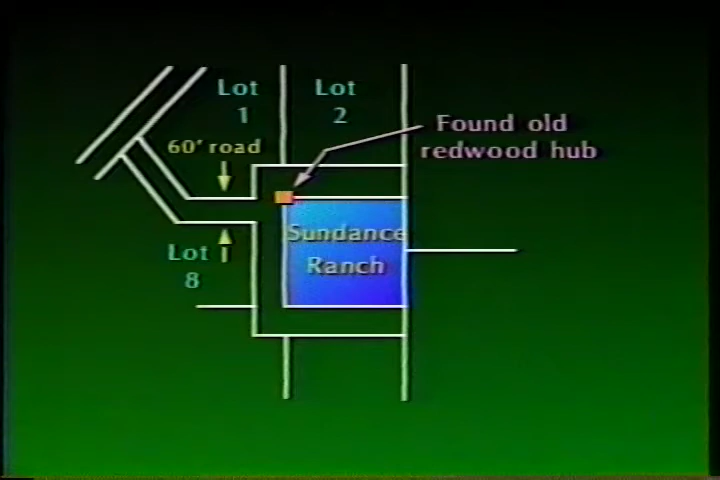 Lot
1
Lot
2
Found old
redwood hub
60' road
Sundance
Ranch
Lot
8